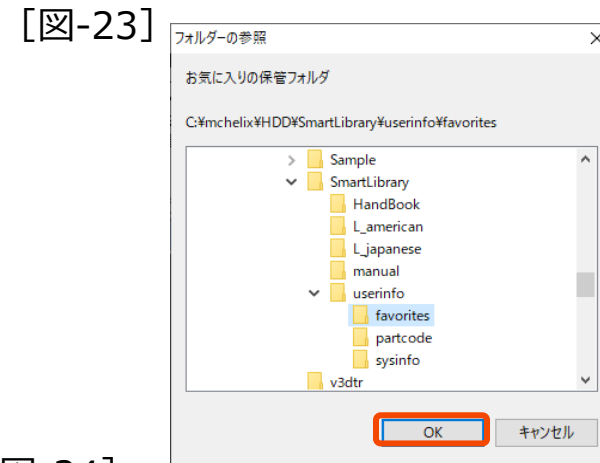 ［図-23］
フォルダーの参照
お気に入りの保管フォルダ
C:¥mchelix¥HDD¥SmartLibrary¥userinfo¥favorites
Sample
SmartLibrary
HandBook
L_american
L_japanese
manual
userinfo
favorites
partcode
sysinfo
v3dtr
OK キャンセル